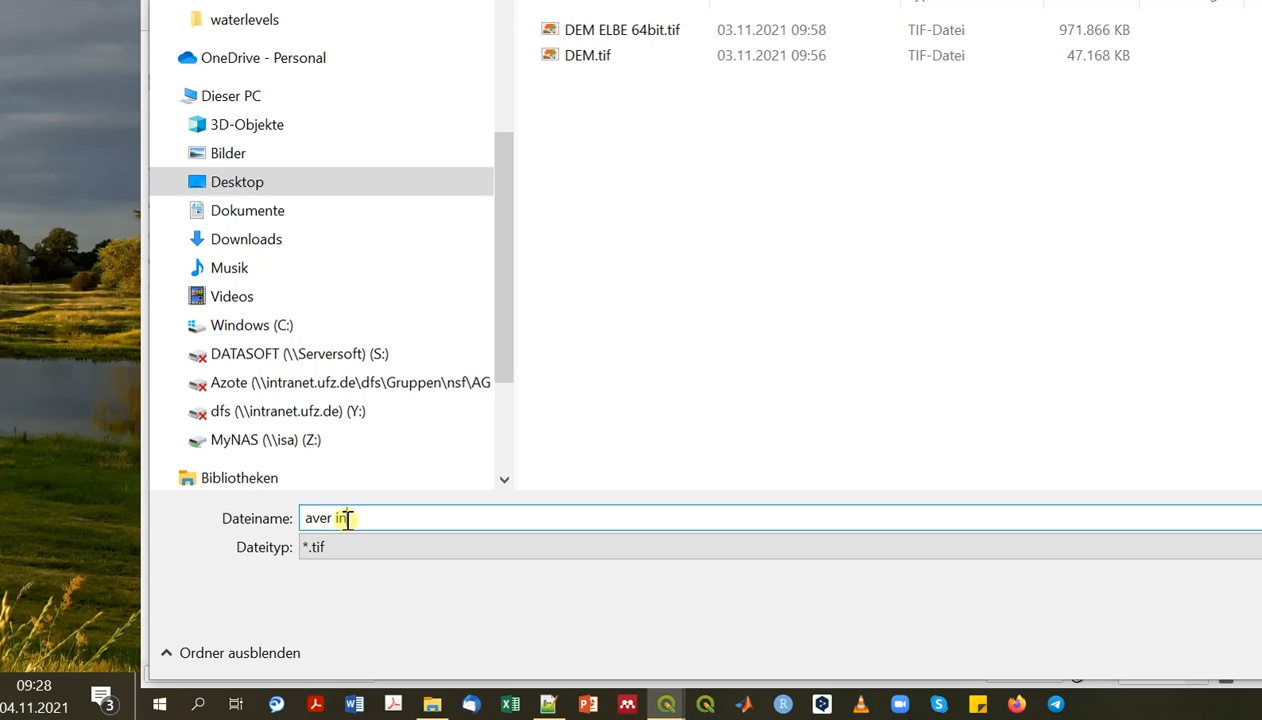 waterlevels
OneDrive - Personal
Dieser PC
3D-Objekte
Bilder
Desktop
Dokumente
Downloads
Musik
Videos
Windows (C:)
DATASOFT (\\Serversoft) (S:)
Azote (\\intranet.ufz.de\dfs\Gruppen\nsf\AG
dfs (\\intranet.ufz.de) (Y:)
MyNAS (\\isa) (Z:)
Bibliotheken
DEM ELBE 64bit.tif 03.11.2021 09:58 TIF-Datei 971.866 KB
DEM.tif 03.11.2021 09:56 TIF-Datei 47.168 KB
Dateiname: aver in
Dateityp: *.tif
Ordner ausblenden
09:28
04.11.2021
3